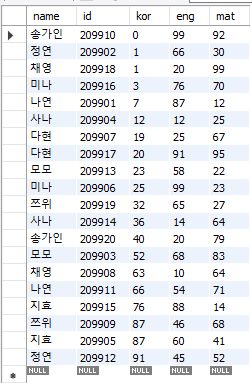 name id kor eng mat
송가인 209910 0 99 92
정연 209902 1 66 30
채영 209918 1 20 99
미나 209916 3 76 70
나연 209901 7 87 12
사나 209904 12 12 25
다현 209907 19 25 67
다현 209917 20 91 95
모모 209913 23 58 22
미나 209906 25 99 23
쯔위 209919 32 65 27
사나 209914 36 14 64
송가인 209920 40 20 79
모모 209903 52 68 83
채영 209908 63 10 64
나연 209911 66 54 71
지효 209915 76 88 14
쯔위 209909 87 46 68
지효 209905 87 60 41
정연 209912 91 45 52
NULL NULL NULL NULL NULL